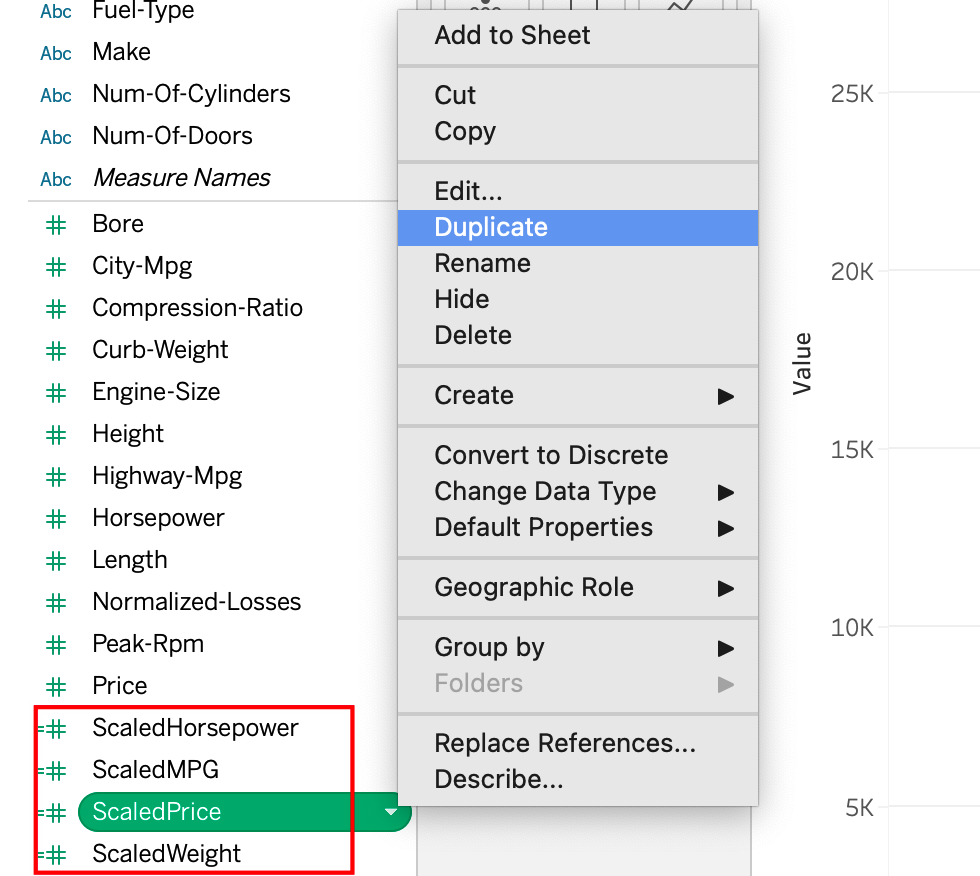 Abc Fuel-Type
Abc Make
Abc Num-Of-Cylinders
Abc Num-Of-Doors
Abc Measure Names
Bore
City-Mpg
Compression-Ratio
Curb-Weight
Engine-Size
Height
Highway-Mpg
Horsepower
Length
Normalized-Losses
Peak-Rpm
Price
ScaledHorsepower
ScaledMPG
ScaledPrice
ScaledWeight
Add to Sheet
Cut
Copy
Edit...
Duplicate
Rename
Hide
Delete
Create
Convert to Discrete
Change Data Type
Default Properties
Geographic Role
Group by
Folders
Replace References...
Describe...
Value
25K
20K
15K
10K
5K